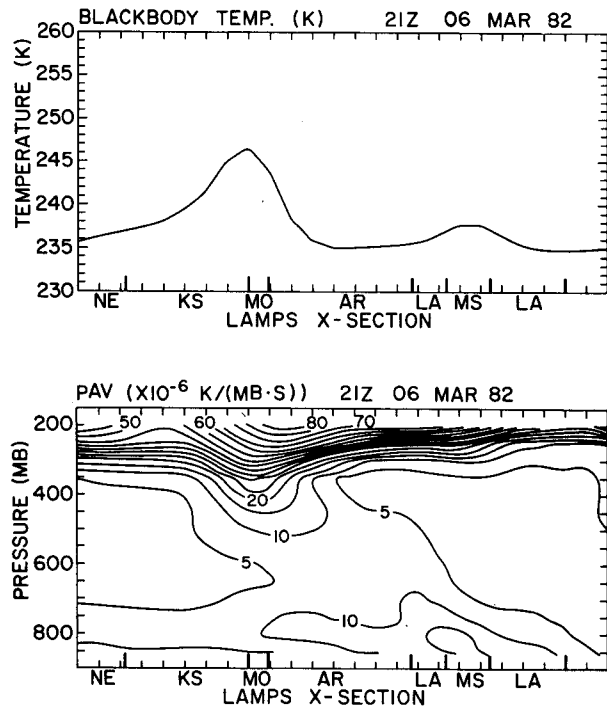 BLACKBODY TEMP. (K) 21Z 06 MAR 82
260
255
250
245
240
235
230
TEMPERATURE (K)
NE KS MO AR LA MS LA
LAMPS X-SECTION
PAV (X10⁻⁶ K/(MB·S)) 21Z 06 MAR 82
200
400
600
800
PRESSURE (MB)
50 60 80 70
20
10
5
5
10
NE KS MO AR LA MS LA
LAMPS X-SECTION